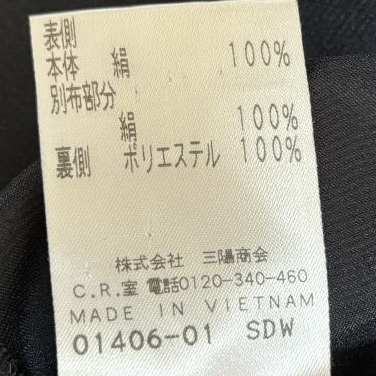 表側
本体 絹 100%
別布部分
絹 100%
裏側 ポリエステル 100%
株式会社 三陽商会
C.R.室 電話0120-340-460
MADE IN VIETNAM
01406-01 SDW